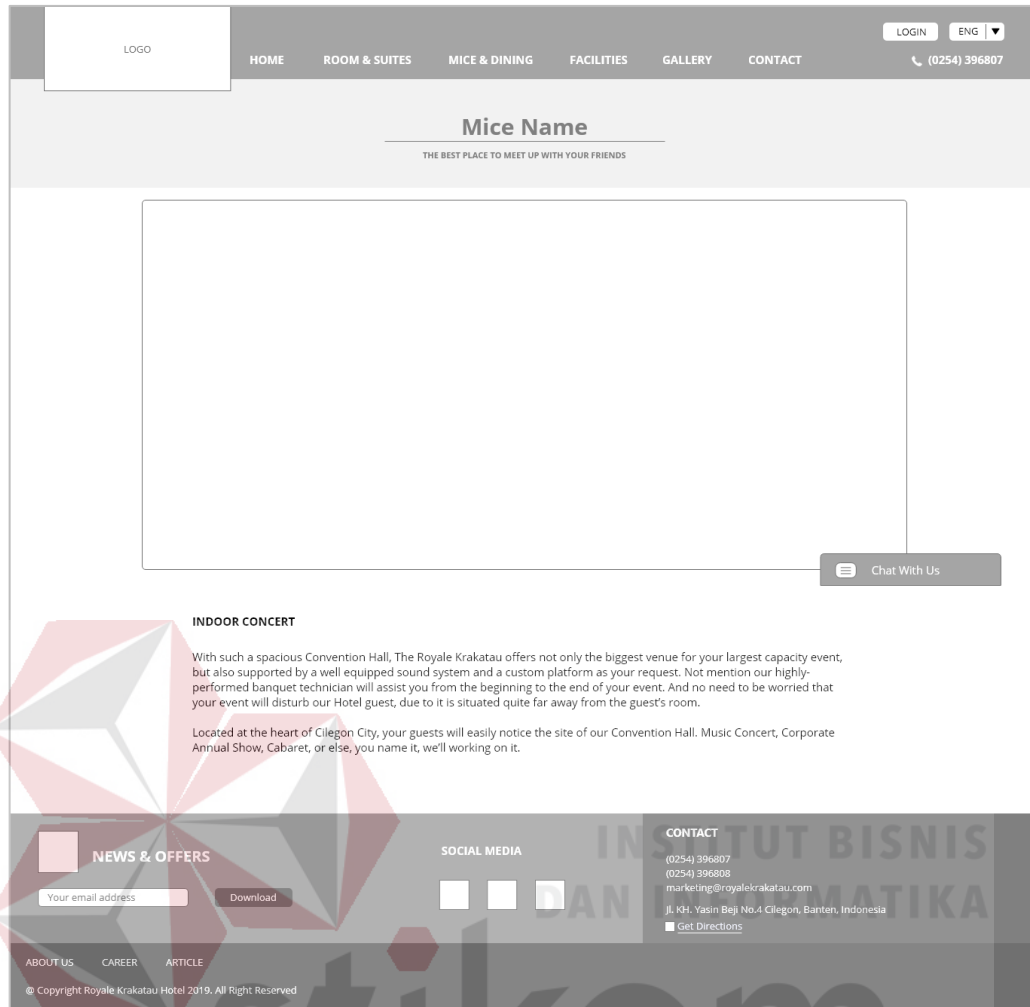 LOGO
LOGIN
ENG
HOME ROOM & SUITES MICE & DINING FACILITIES GALLERY CONTACT (0254) 396807
Mice Name
THE BEST PLACE TO MEET UP WITH YOUR FRIENDS
Chat With Us
INDOOR CONCERT
With such a spacious Convention Hall, The Royale Krakatau offers not only the biggest venue for your largest capacity event,
but also supported by a well equipped sound system and a custom platform as your request. Not mention our highly-
performed banquet technician will assist you from the beginning to the end of your event. And no need to be worried that
your event will disturb our Hotel guest, due to it is situated quite far away from the guest's room.
Located at the heart of Cilegon City, your guests will easily notice the site of our Convention Hall. Music Concert, Corporate
Annual Show, Cabaret, or else, you name it, we'll working on it.
NEWS & OFFERS
Your email address
Download
SOCIAL MEDIA
CONTACT
(0254) 396807
(0254) 396808
marketing@royalekrakatau.com
Jl. KH. Yasin Beji No.4 Cilegon, Banten, Indonesia
Get Directions
INSTITUT BISNIS
DAN INFORMATIKA
ABOUT US CAREER ARTICLE
@ Copyright Royale Krakatau Hotel 2019. All Right Reserved
stikom